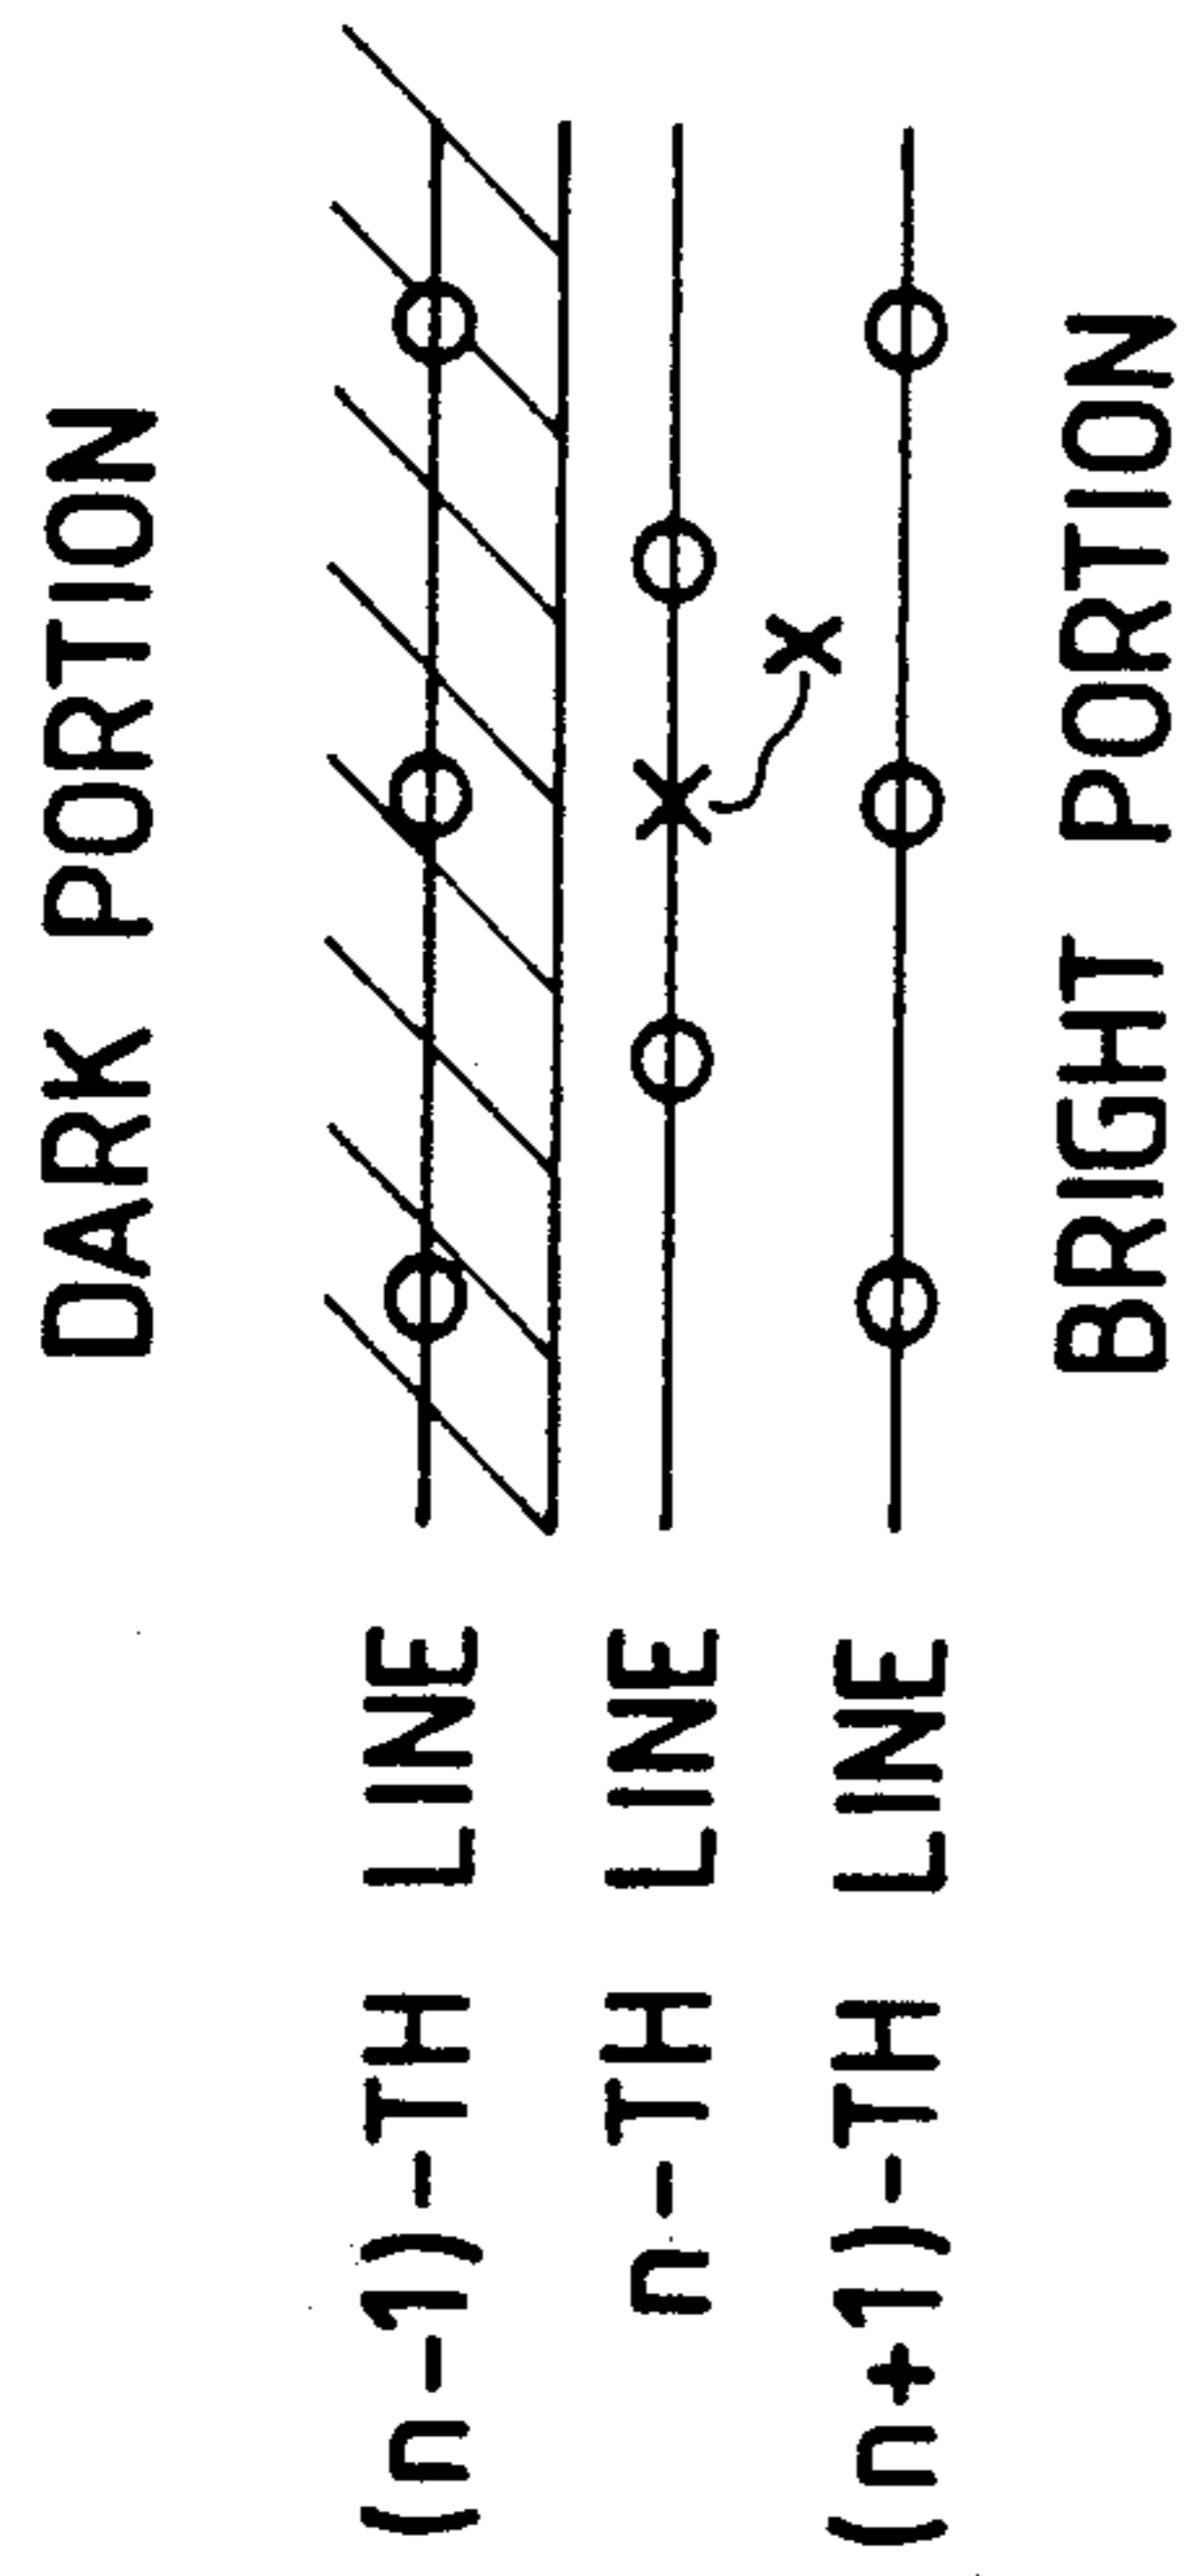 DARK PORTION
(n-1)-TH LINE
n-TH LINE
X
(n+1)-TH LINE
BRIGHT PORTION